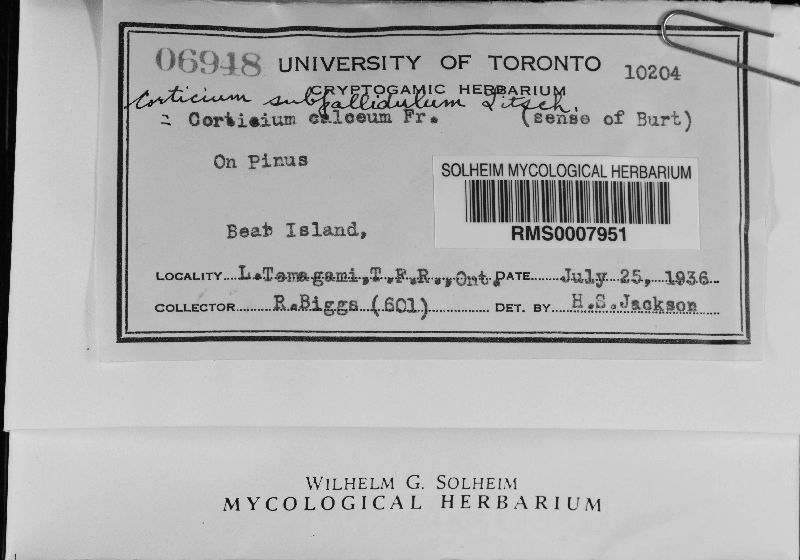 06948 UNIVERSITY OF TORONTO 10204
CRYPTOGAMIC HERBARIUM
Corticium subpallidulum Litsch.
= Corticium calceum Fr. (sense of Burt)
On Pinus
SOLHEIM MYCOLOGICAL HERBARIUM
RMS0007951
Beat Island,
LOCALITY L.Temagami,T.F.R.,Ont. DATE July 25, 1936
COLLECTOR R.Biggs (601) DET. BY H.S.Jackson
WILHELM G. SOLHEIM
MYCOLOGICAL HERBARIUM